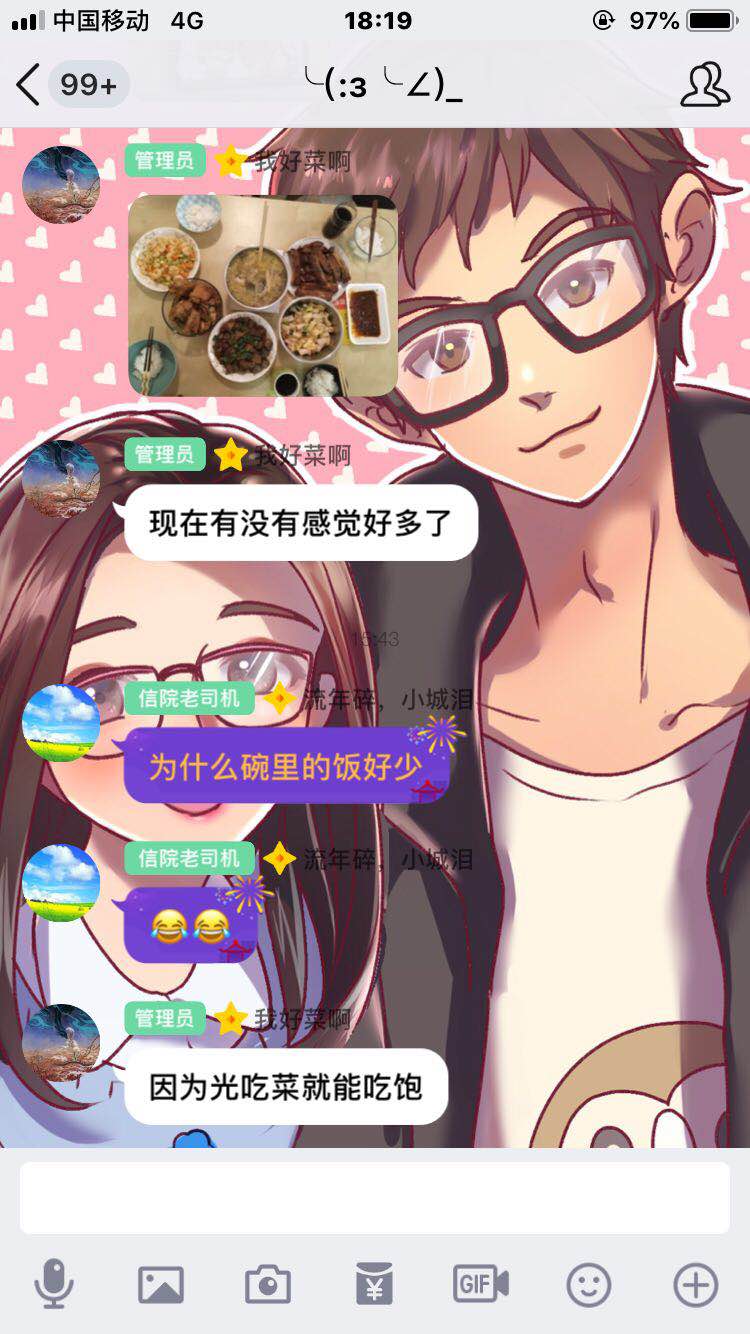 中国移动 4G 18:19 97%
99+ ╰(:з╰∠)_
管理员 我好菜啊
管理员 我好菜啊
现在有没有感觉好多了
15:43
信院老司机 流年碎，小城泪
为什么碗里的饭好少
信院老司机 流年碎，小城泪
😂😂
管理员 我好菜啊
因为光吃菜就能吃饱
¥ GIF